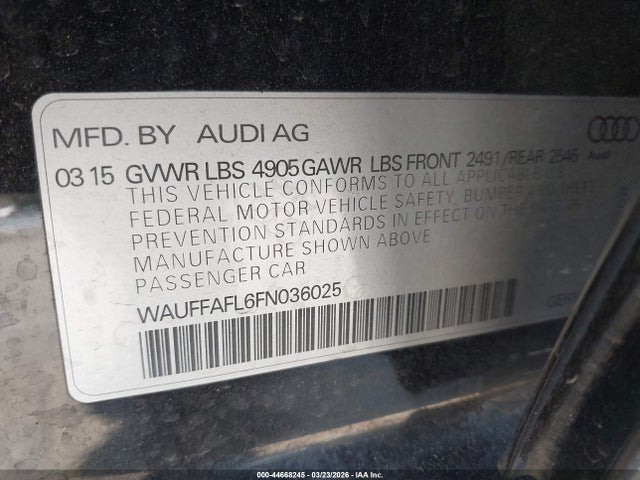 MFD. BY AUDI AG
Audi
03 15 GVWR LBS 4905 GAWR LBS FRONT 2491/REAR 2546
THIS VEHICLE CONFORMS TO ALL APPLICABLE U.S.
FEDERAL MOTOR VEHICLE SAFETY, BUMPER AND THEFT
PREVENTION STANDARDS IN EFFECT ON THE DATE OF
MANUFACTURE SHOWN ABOVE
PASSENGER CAR
WAUFFAFL6FN036025
GERM
000-44668245 - 03/23/2026 - IAA Inc.